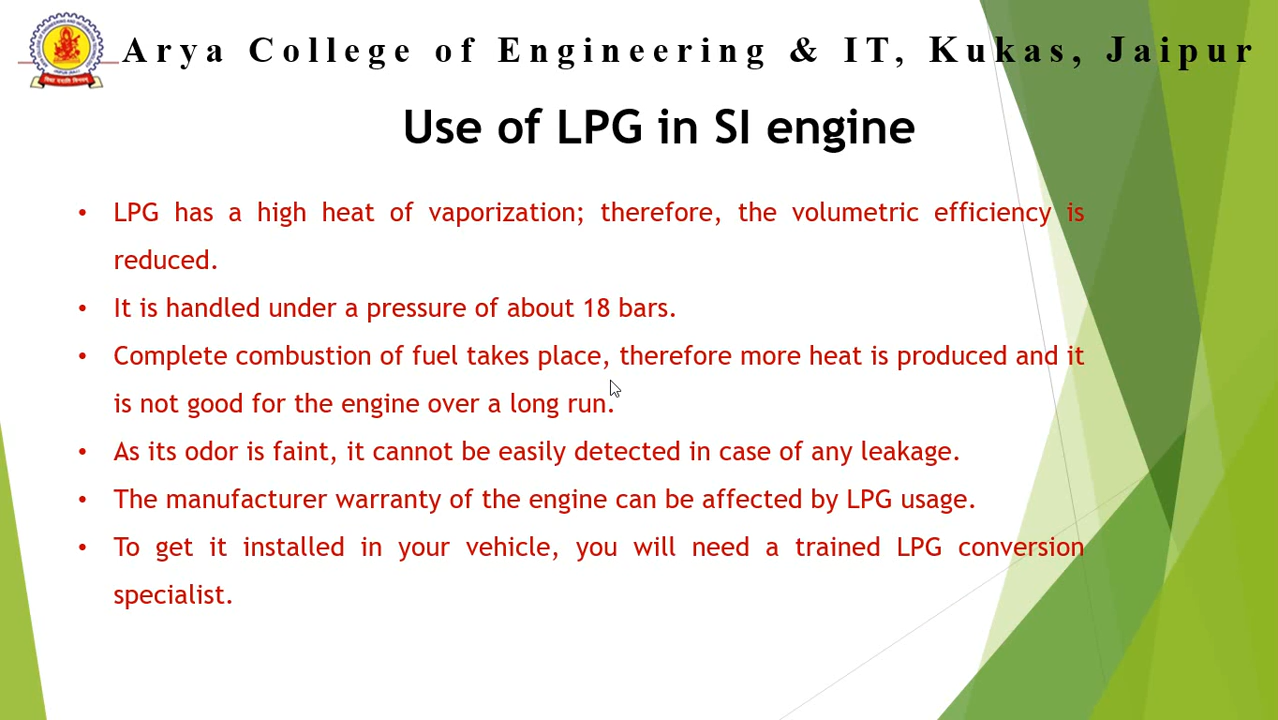 Arya College of Engineering & IT, Kukas, Jaipur
Use of LPG in SI engine
• LPG has a high heat of vaporization; therefore, the volumetric efficiency is
reduced.
• It is handled under a pressure of about 18 bars.
• Complete combustion of fuel takes place, therefore more heat is produced and it
is not good for the engine over a long run.
• As its odor is faint, it cannot be easily detected in case of any leakage.
• The manufacturer warranty of the engine can be affected by LPG usage.
• To get it installed in your vehicle, you will need a trained LPG conversion
specialist.